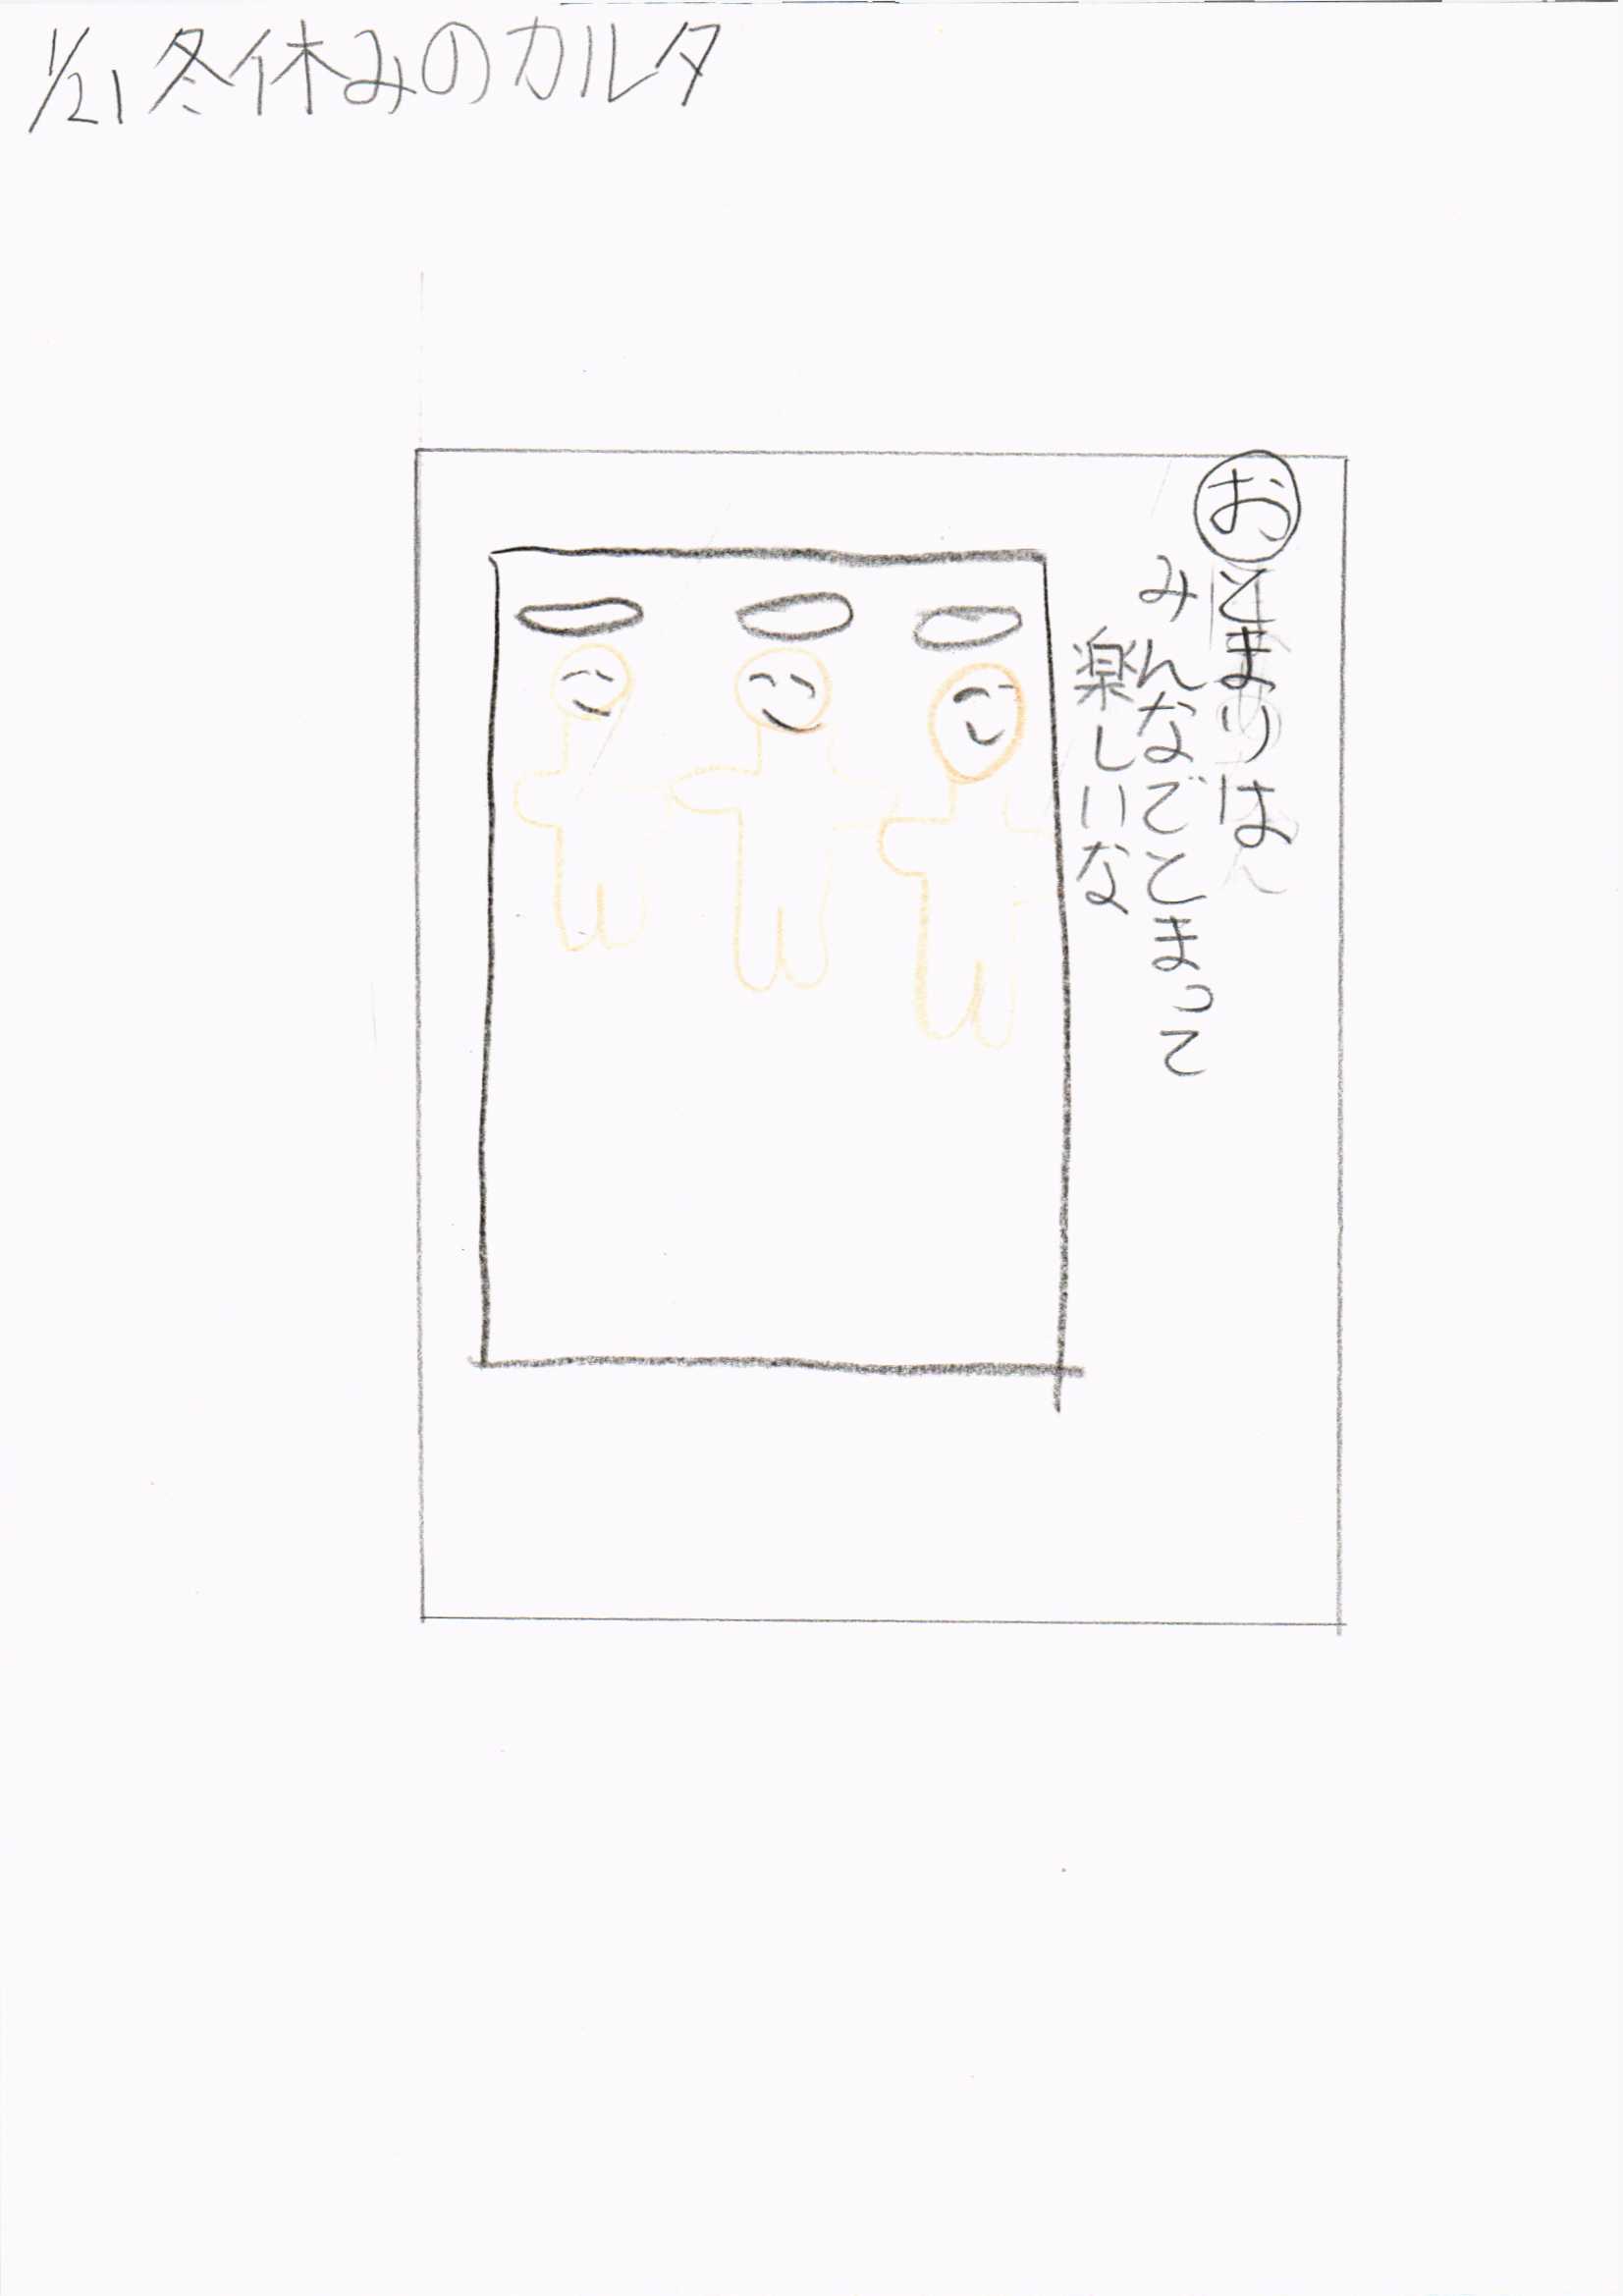 1/21 冬休みのカルタ
おとまりは
みんなでとまって
楽しいな